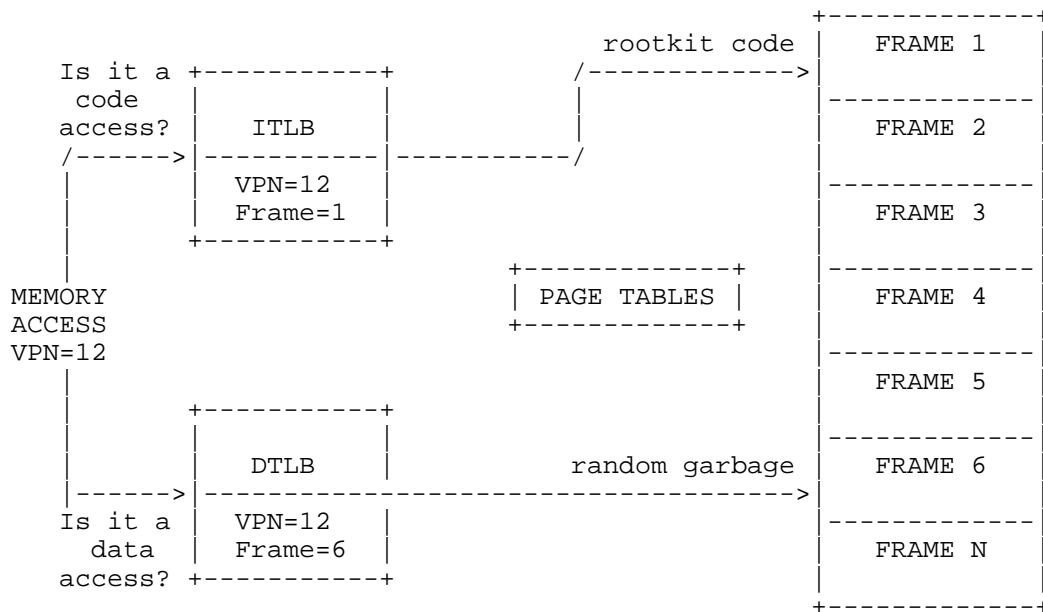 rootkit code
FRAME 1
Is it a
code
access?
ITLB
FRAME 2
VPN=12
Frame=1
FRAME 3
MEMORY
ACCESS
VPN=12
PAGE TABLES
FRAME 4
FRAME 5
DTLB
random garbage
FRAME 6
Is it a
data
access?
VPN=12
Frame=6
FRAME N